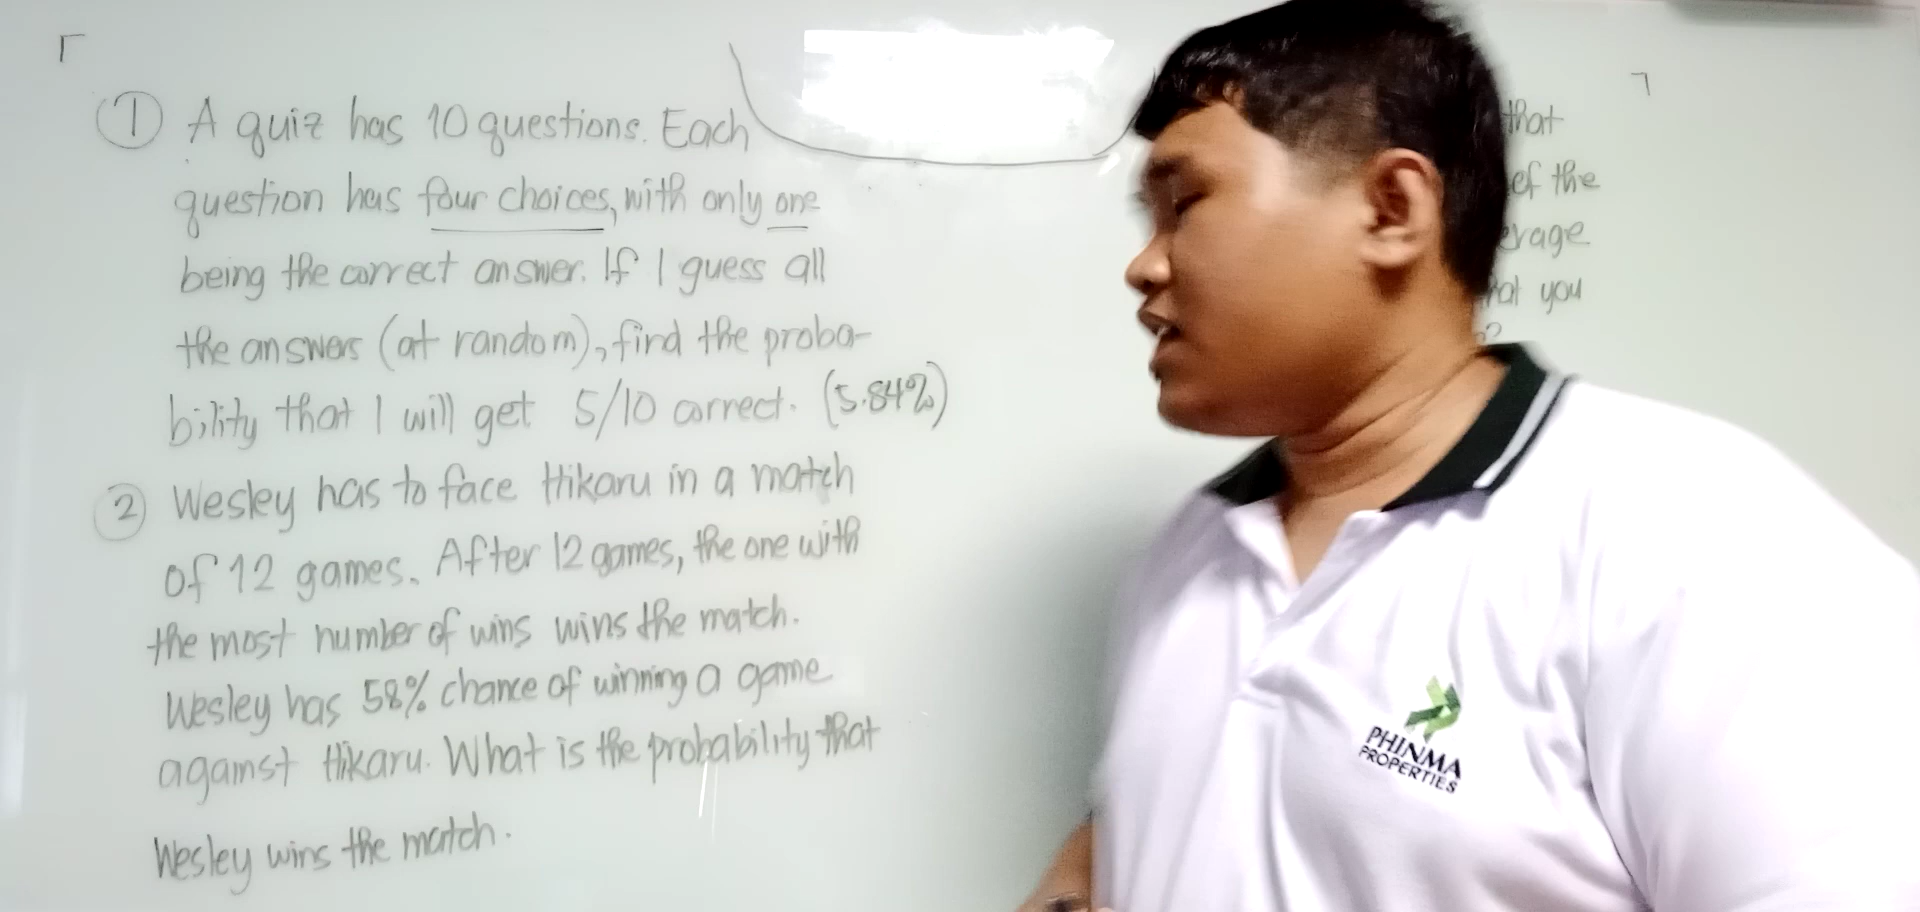 ① A quiz has 10 questions. Each
question has four choices, with only one
being the correct answer. If I guess all
the answers (at random), find the proba-
bility that I will get 5/10 correct. (5.84%)
② Wesley has to face Hikaru in a match
of 12 games. After 12 games, the one with
the most number of wins wins the match.
Wesley has 58% chance of winning a game
against Hikaru. What is the probability that
Wesley wins the match.
that
of the
erage
hat you
?
PHINMA
PROPERTIES